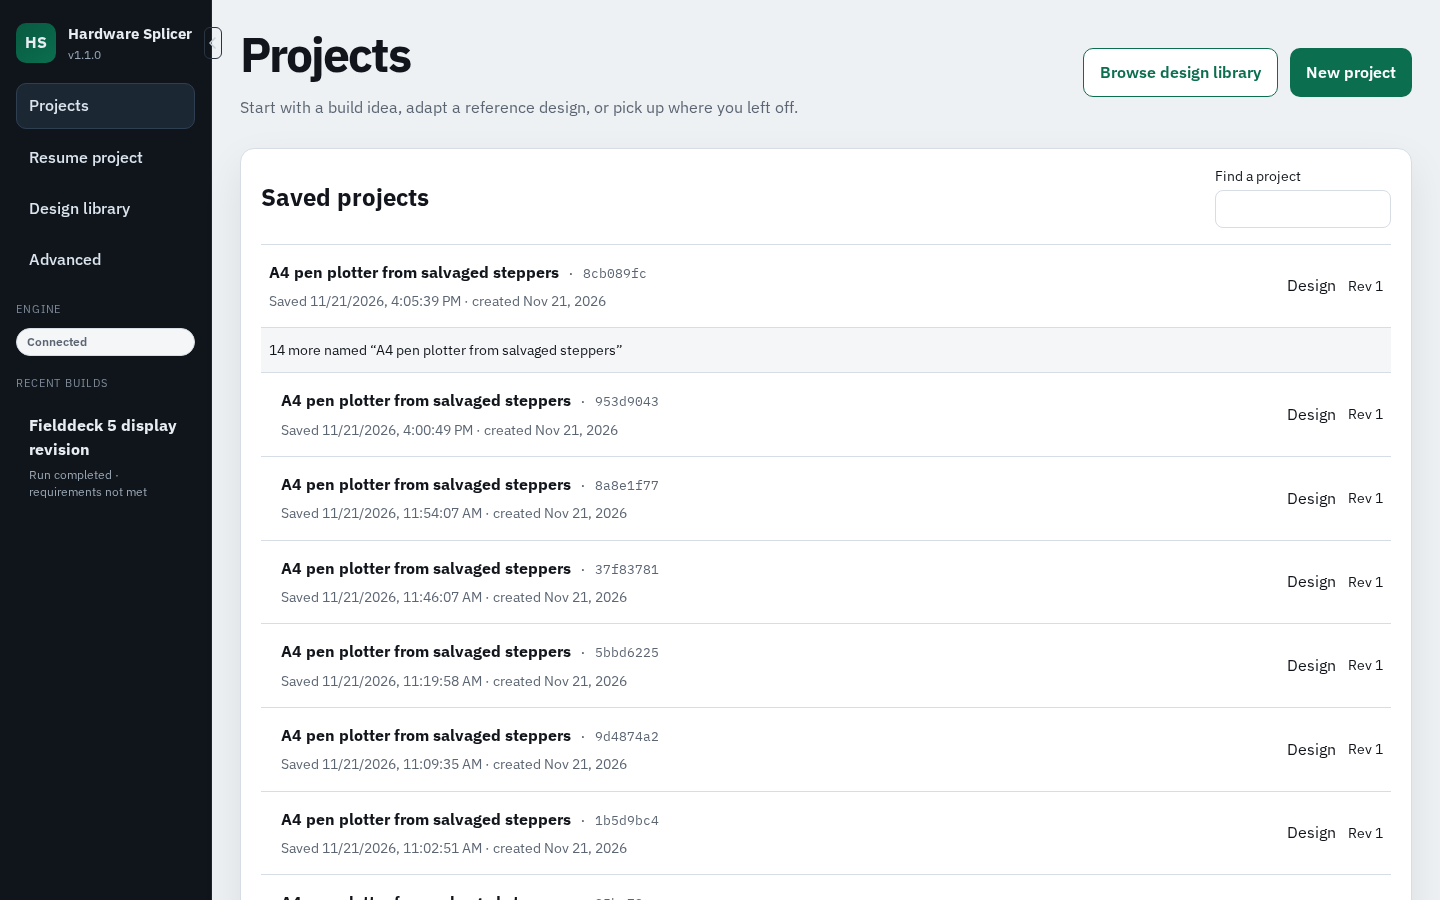 HS
Hardware Splicer
v1.1.0
Projects
Resume project
Design library
Advanced
ENGINE
Connected
RECENT BUILDS
Fielddeck 5 display
revision
Run completed ·
requirements not met
Projects
Start with a build idea, adapt a reference design, or pick up where you left off.
Browse design library
New project
Saved projects
Find a project
A4 pen plotter from salvaged steppers · 8cb089fc
Saved 11/21/2026, 4:05:39 PM · created Nov 21, 2026
Design Rev 1
14 more named “A4 pen plotter from salvaged steppers”
A4 pen plotter from salvaged steppers · 953d9043
Saved 11/21/2026, 4:00:49 PM · created Nov 21, 2026
Design Rev 1
A4 pen plotter from salvaged steppers · 8a8e1f77
Saved 11/21/2026, 11:54:07 AM · created Nov 21, 2026
Design Rev 1
A4 pen plotter from salvaged steppers · 37f83781
Saved 11/21/2026, 11:46:07 AM · created Nov 21, 2026
Design Rev 1
A4 pen plotter from salvaged steppers · 5bbd6225
Saved 11/21/2026, 11:19:58 AM · created Nov 21, 2026
Design Rev 1
A4 pen plotter from salvaged steppers · 9d4874a2
Saved 11/21/2026, 11:09:35 AM · created Nov 21, 2026
Design Rev 1
A4 pen plotter from salvaged steppers · 1b5d9bc4
Saved 11/21/2026, 11:02:51 AM · created Nov 21, 2026
Design Rev 1